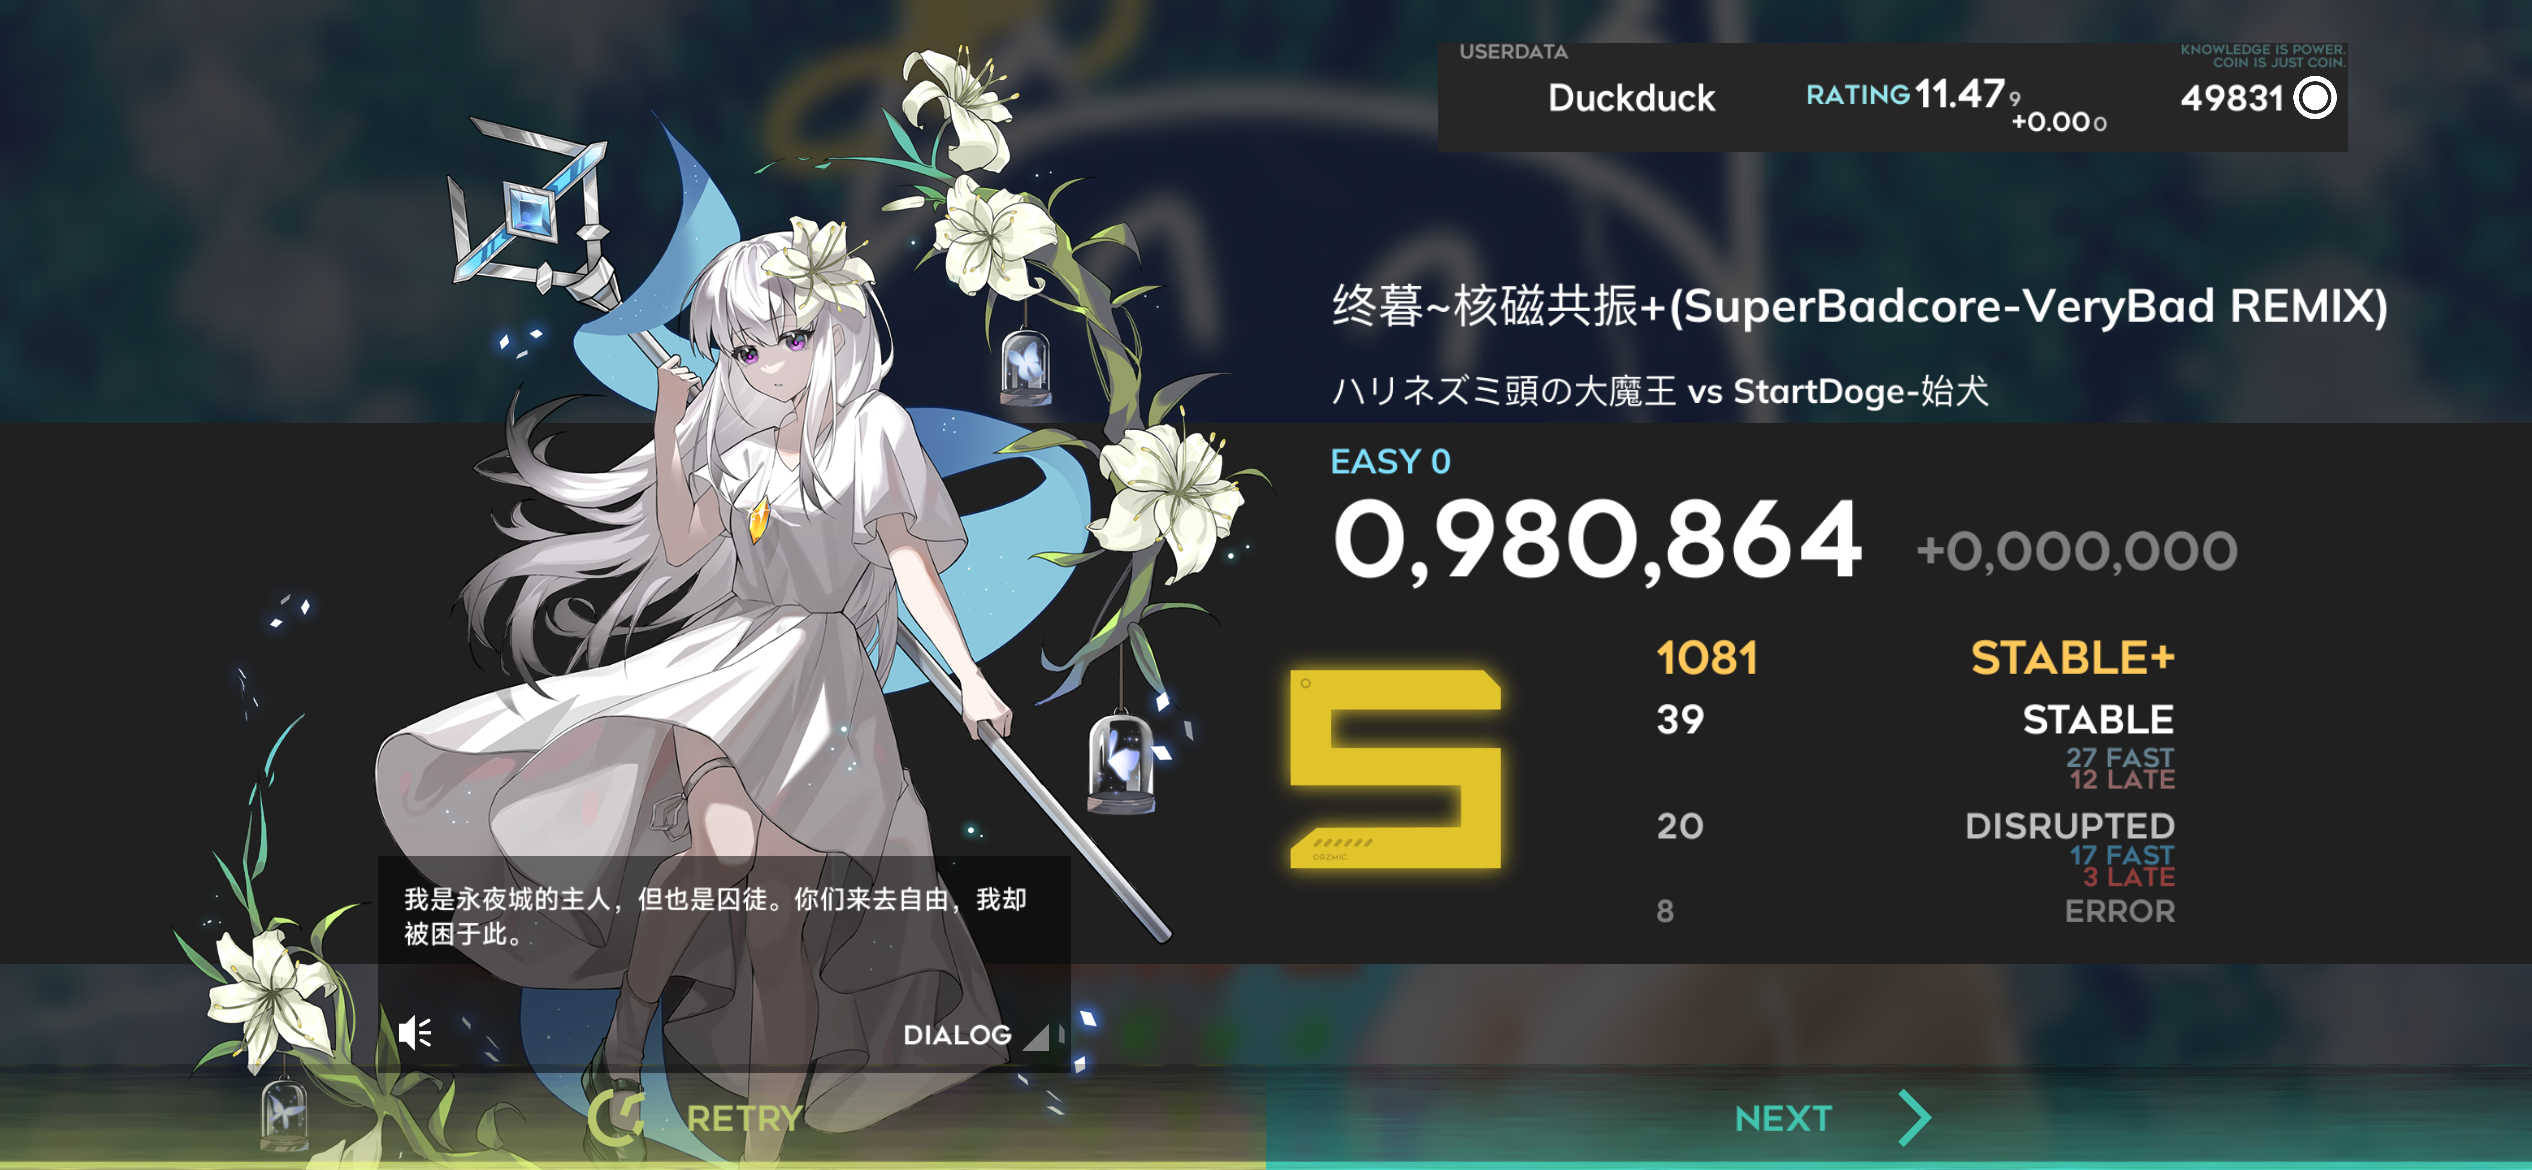 USERDATA
KNOWLEDGE IS POWER.
COIN IS JUST COIN.
Duckduck
RATING 11.479
+0.000
49831
终暮~核磁共振+(SuperBadcore-VeryBad REMIX)
ハリネズミ頭の大魔王 vs StartDoge-始犬
EASY 0
0,980,864 +0,000,000
1081 STABLE+
39 STABLE
27 FAST
12 LATE
20 DISRUPTED
17 FAST
3 LATE
8 ERROR
ORZMIC
我是永夜城的主人，但也是囚徒。你们来去自由，我却
被困于此。
DIALOG
RETRY
NEXT